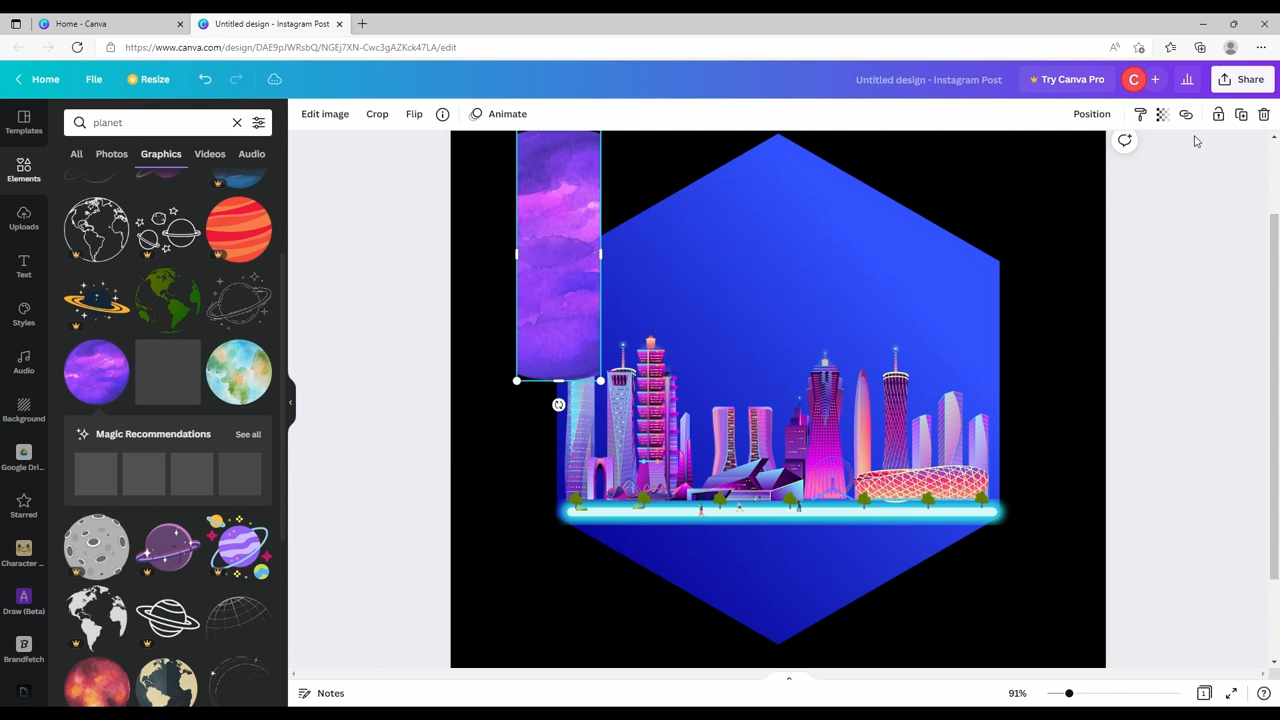 Home - Canva
Untitled design - Instagram Post
https://www.canva.com/design/DAE9pJWRsbQ/NGEj7XN-Cwc3gAZKck47LA/edit
Home
File
Resize
Untitled design - Instagram Post
Try Canva Pro
C
Share
Templates
planet
Edit image
Crop
Flip
Animate
Position
All
Photos
Graphics
Videos
Audio
Elements
Uploads
Text
Styles
Audio
Background
Magic Recommendations
See all
Google Dri...
Starred
Character ...
Draw (Beta)
Brandfetch
Notes
91%
1